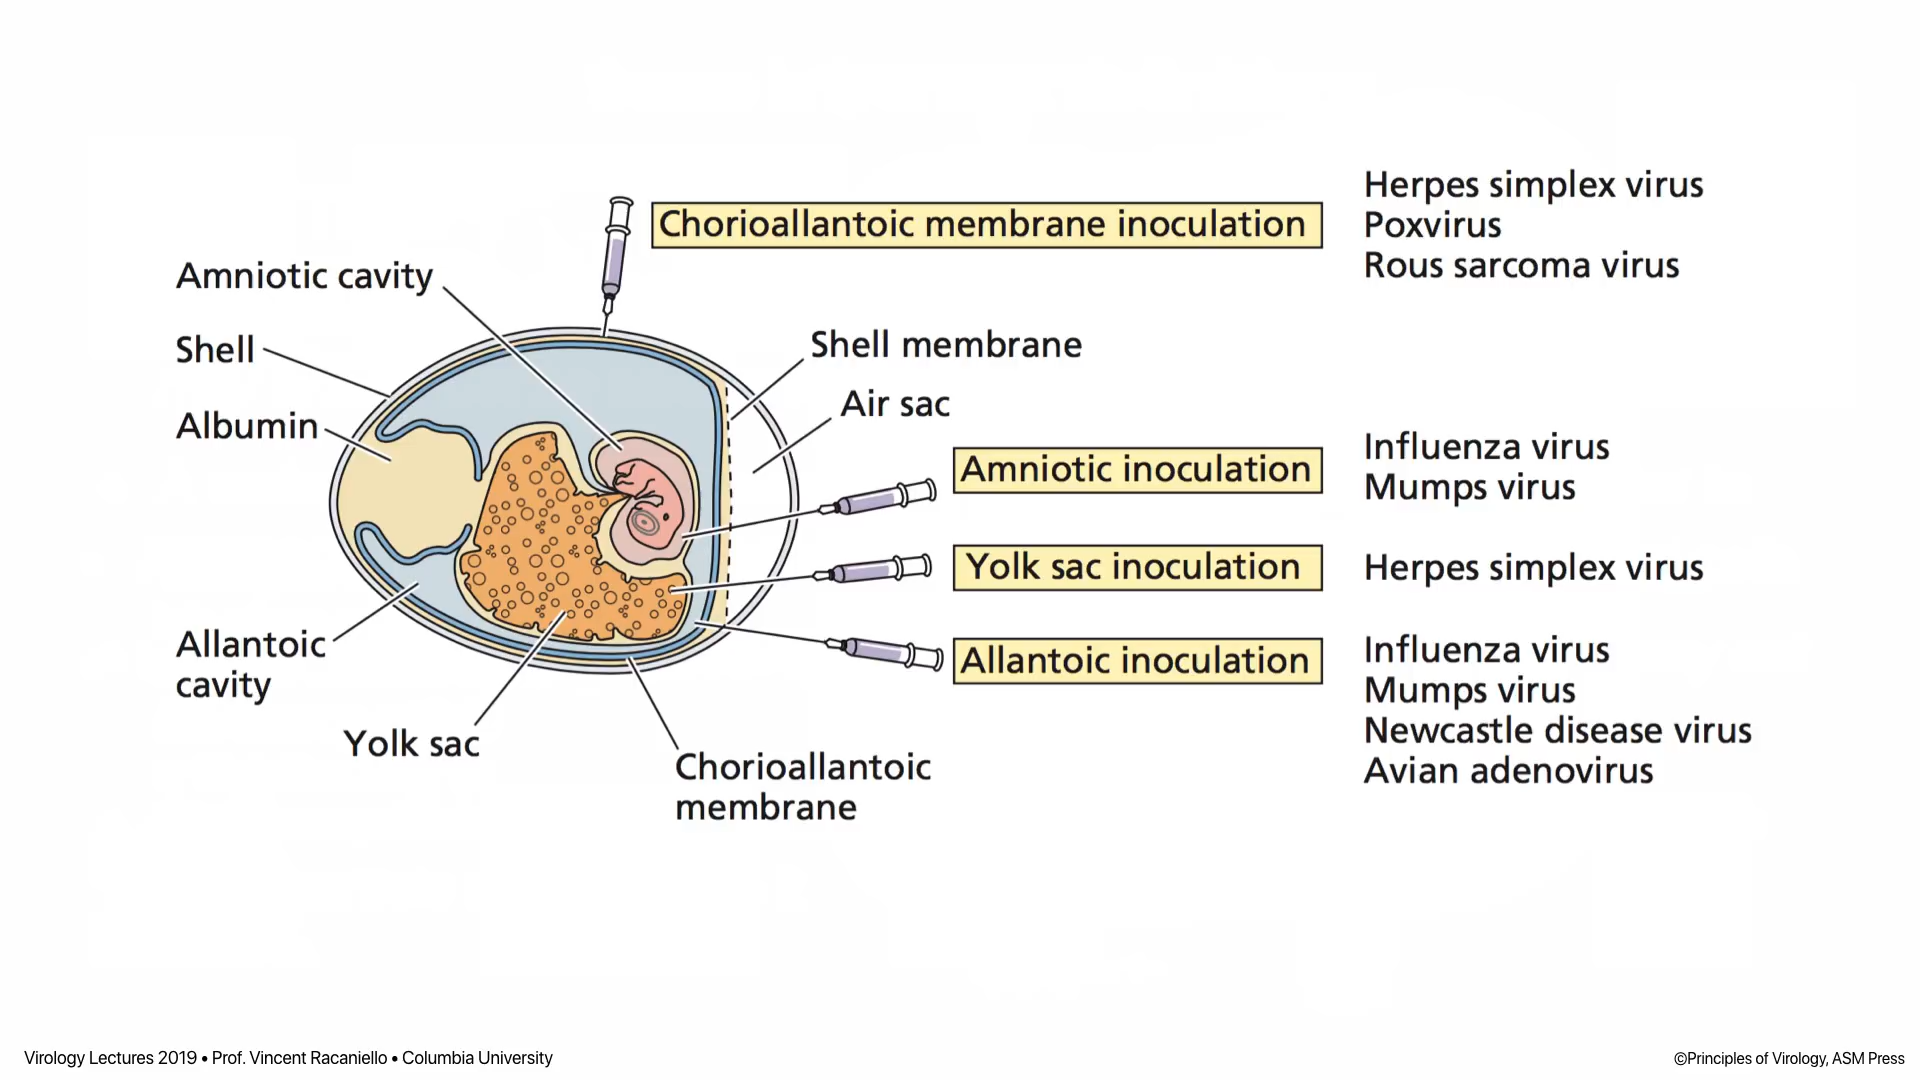 Chorioallantoic membrane inoculation
Herpes simplex virus
Poxvirus
Rous sarcoma virus
Amniotic cavity
Shell
Albumin
Shell membrane
Air sac
Amniotic inoculation
Influenza virus
Mumps virus
Yolk sac inoculation
Herpes simplex virus
Allantoic inoculation
Influenza virus
Mumps virus
Newcastle disease virus
Avian adenovirus
Allantoic
cavity
Yolk sac
Chorioallantoic
membrane
Virology Lectures 2019 • Prof. Vincent Racaniello • Columbia University
©Principles of Virology, ASM Press